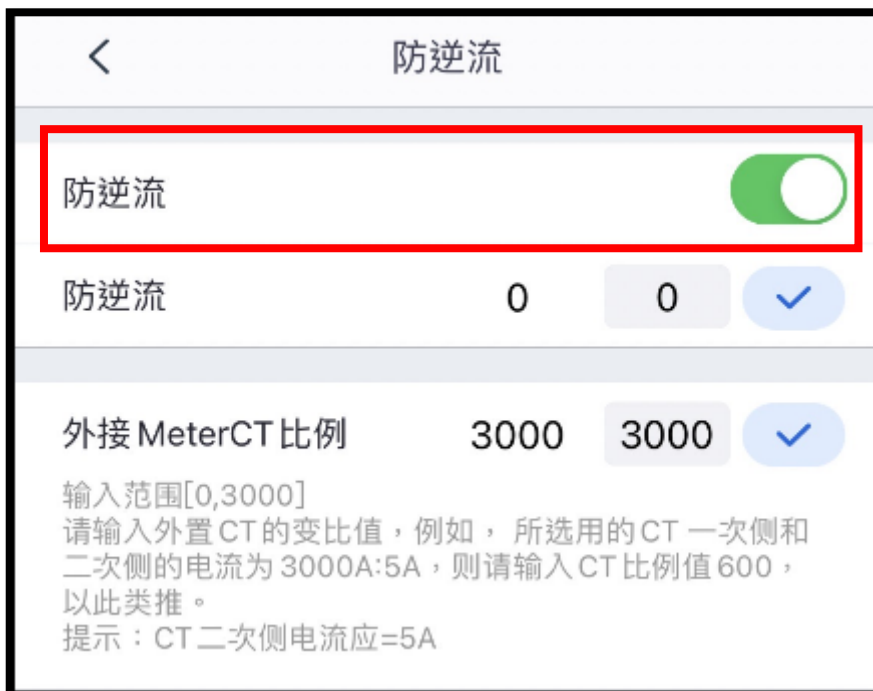 防逆流
防逆流
防逆流 0 0
外接MeterCT比例 3000 3000
输入范围[0,3000]
请输入外置CT的变比值，例如， 所选用的CT 一次侧和
二次侧的电流为3000A:5A，则请输入CT比例值600，
以此类推。
提示：CT二次侧电流应=5A